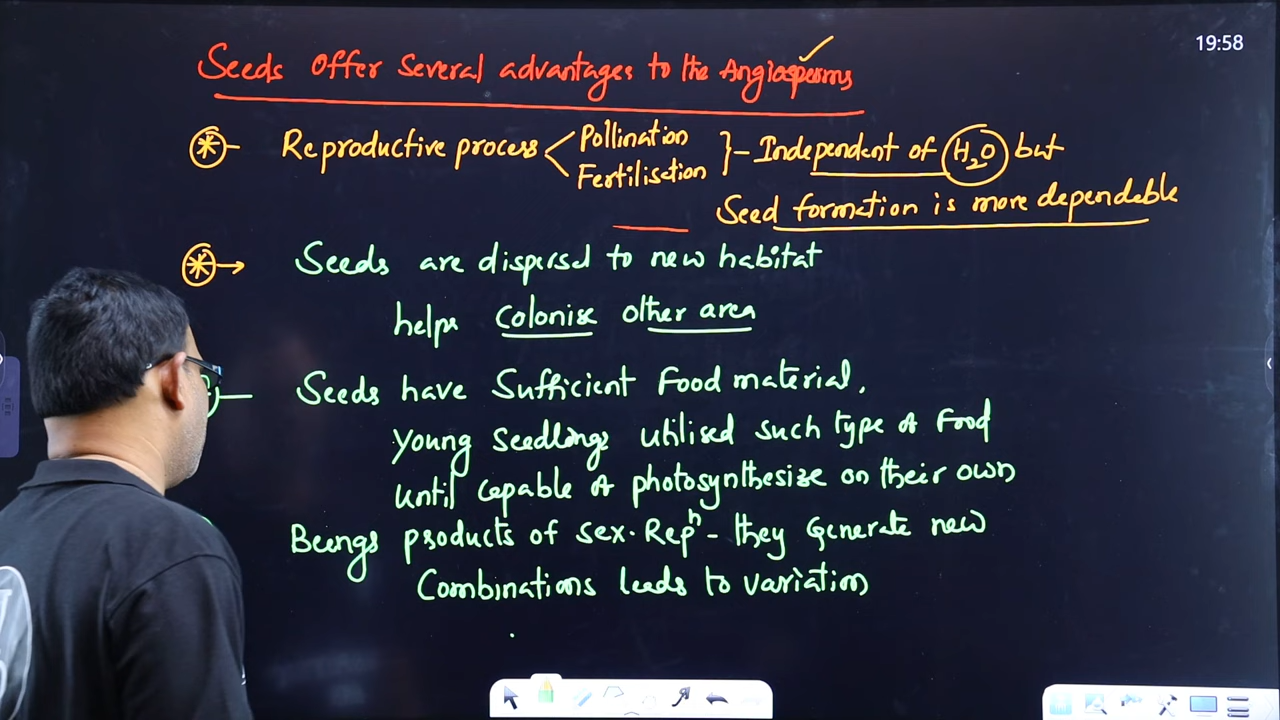 19:58
Seeds offer several advantages to the Angiosperms
Reproductive process < Pollination
Fertilisation } - Independent of H2O but
Seed formation is more dependable
Seeds are dispersed to new habitat
helps colonise other area
Seeds have sufficient food material.
Young seedlings utilised such type of food
until capable of photosynthesize on their own
Beings products of sex. Repⁿ - they generate new
combinations leads to variation